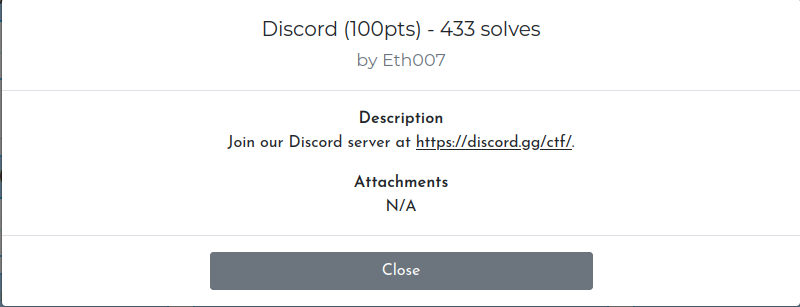 Discord (100pts) - 433 solves
by Eth007
Description
Join our Discord server at https://discord.gg/ctf/.
Attachments
N/A
Close